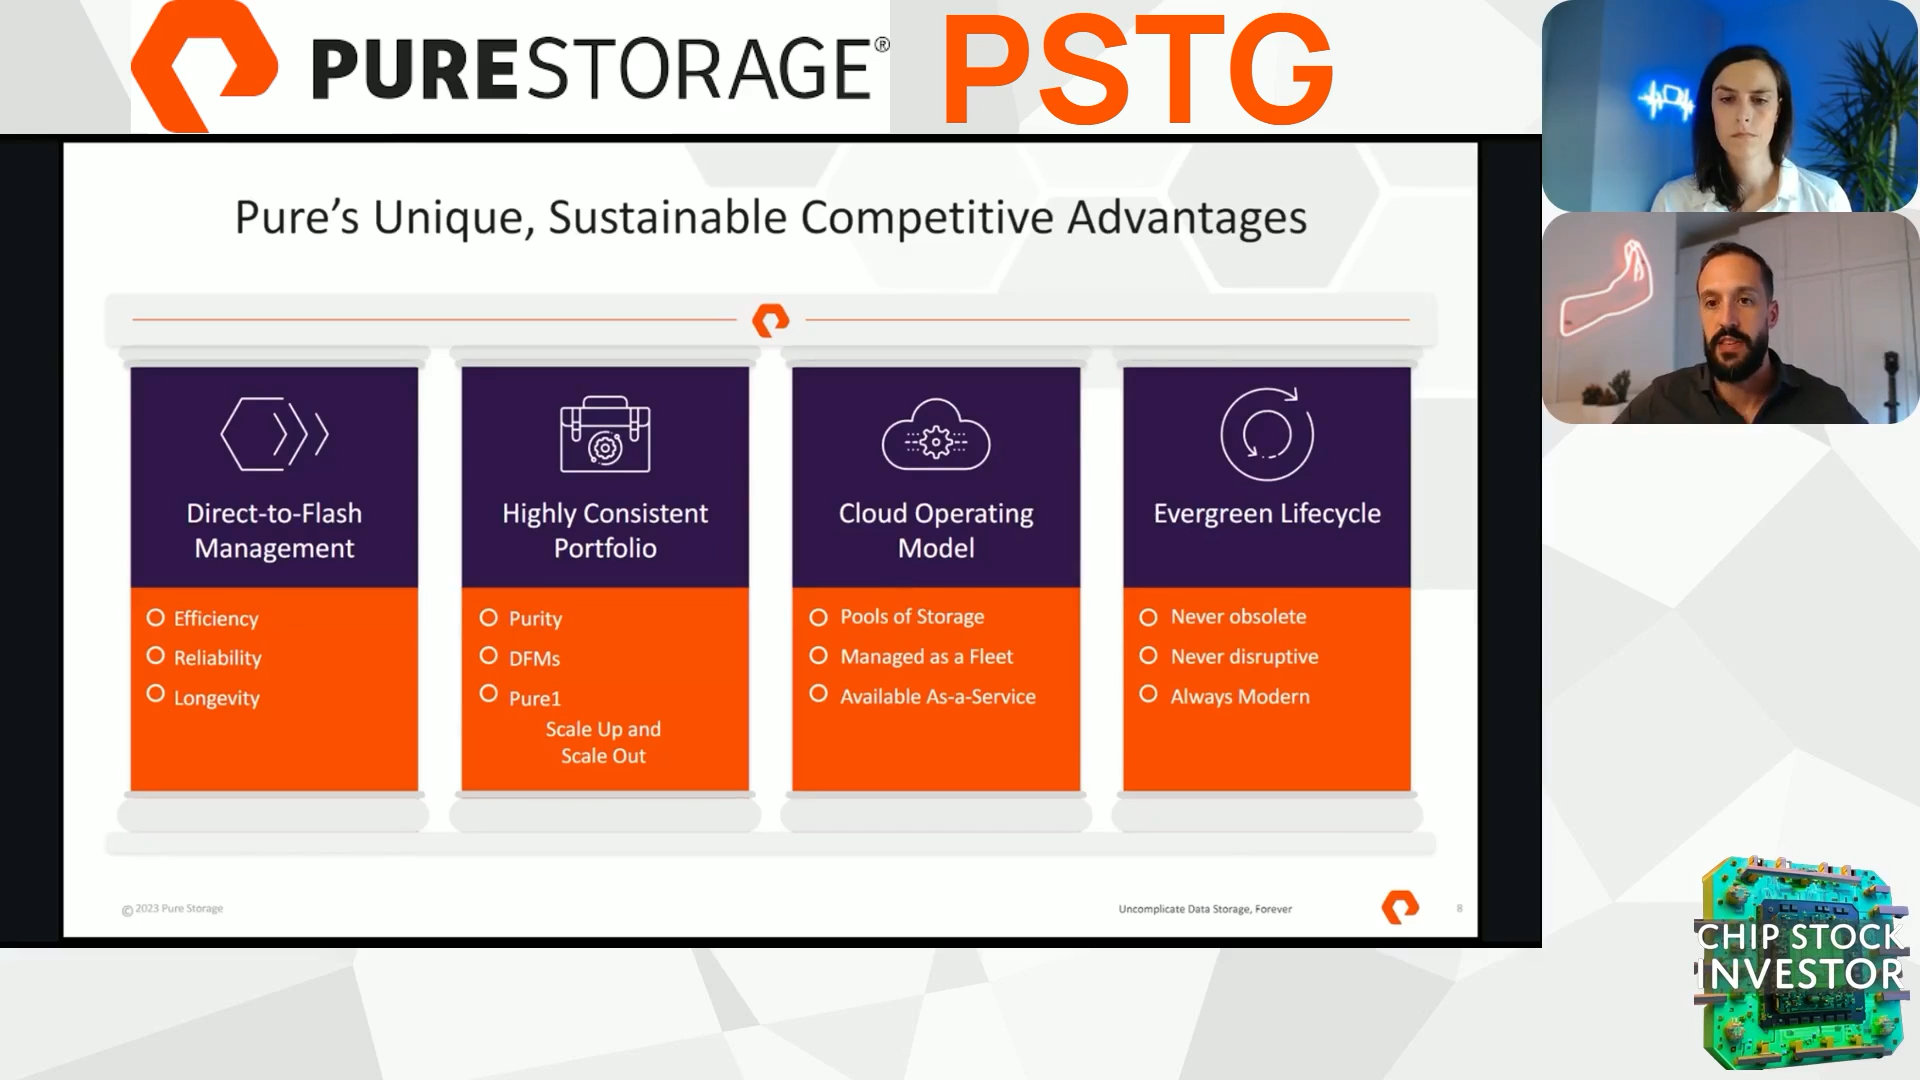 PURESTORAGE®
PSTG
Pure’s Unique, Sustainable Competitive Advantages
Direct-to-Flash
Management
Efficiency
Reliability
Longevity
Highly Consistent
Portfolio
Purity
DFMs
Pure1
Scale Up and
Scale Out
Cloud Operating
Model
Pools of Storage
Managed as a Fleet
Available As-a-Service
Evergreen Lifecycle
Never obsolete
Never disruptive
Always Modern
© 2023 Pure Storage
Uncomplicate Data Storage, Forever
8
CHIP STOCK
INVESTOR